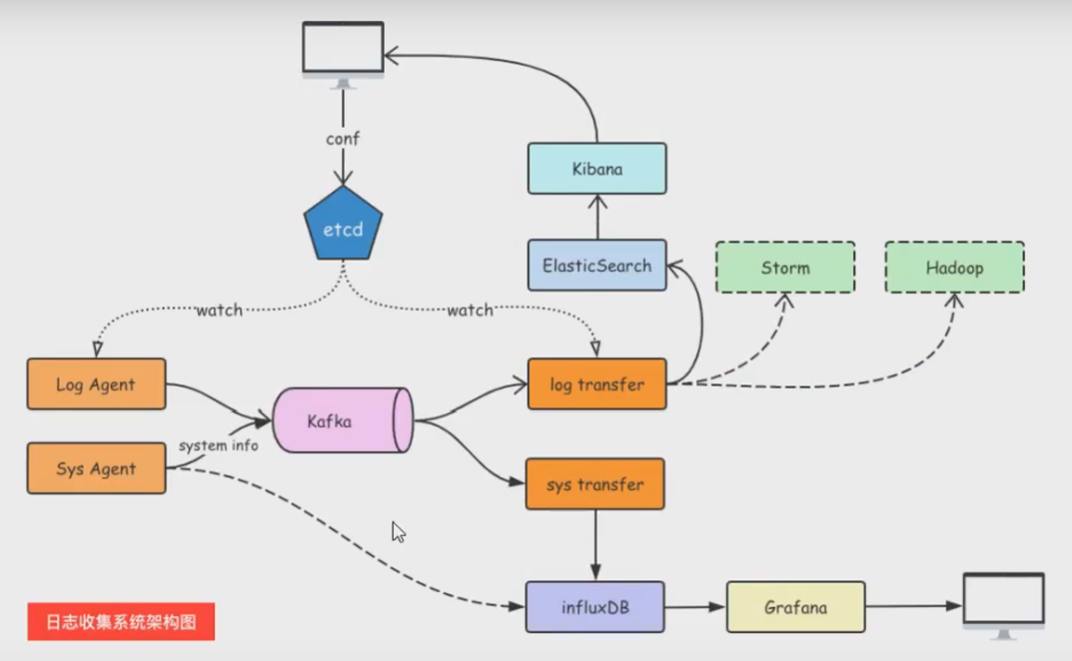 conf
Kibana
etcd
ElasticSearch
Storm
Hadoop
watch
watch
Log Agent
log transfer
Kafka
system info
Sys Agent
sys transfer
influxDB
Grafana
日志收集系统架构图